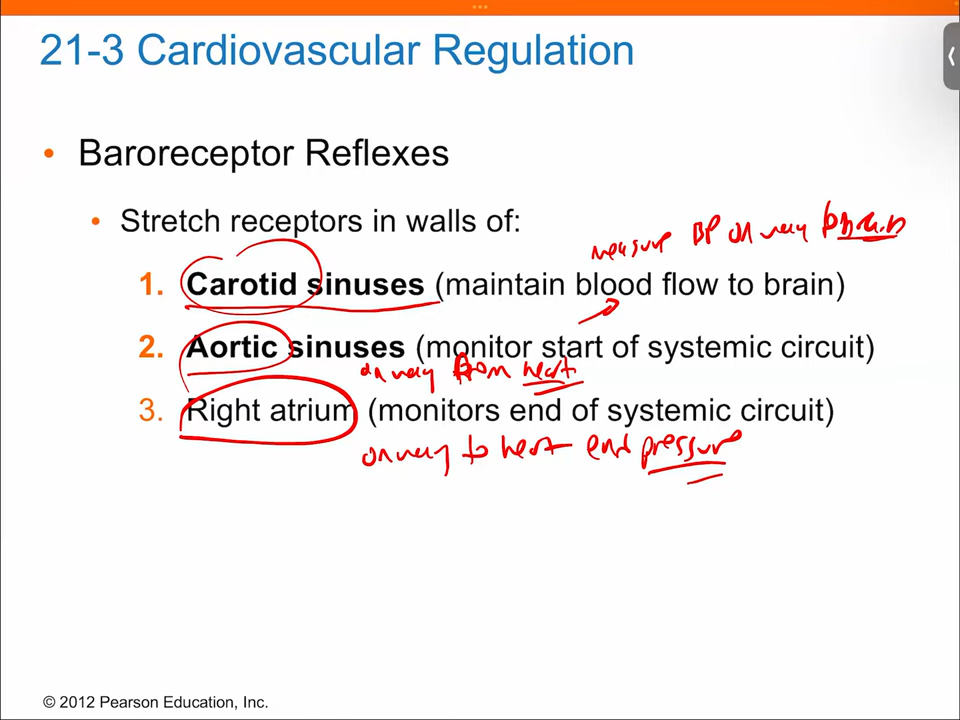 21-3 Cardiovascular Regulation
• Baroreceptor Reflexes
• Stretch receptors in walls of:
measure BP on way to brain
1. Carotid sinuses (maintain blood flow to brain)
2. Aortic sinuses (monitor start of systemic circuit)
on way from heart
3. Right atrium (monitors end of systemic circuit)
on way to heart end pressure
© 2012 Pearson Education, Inc.